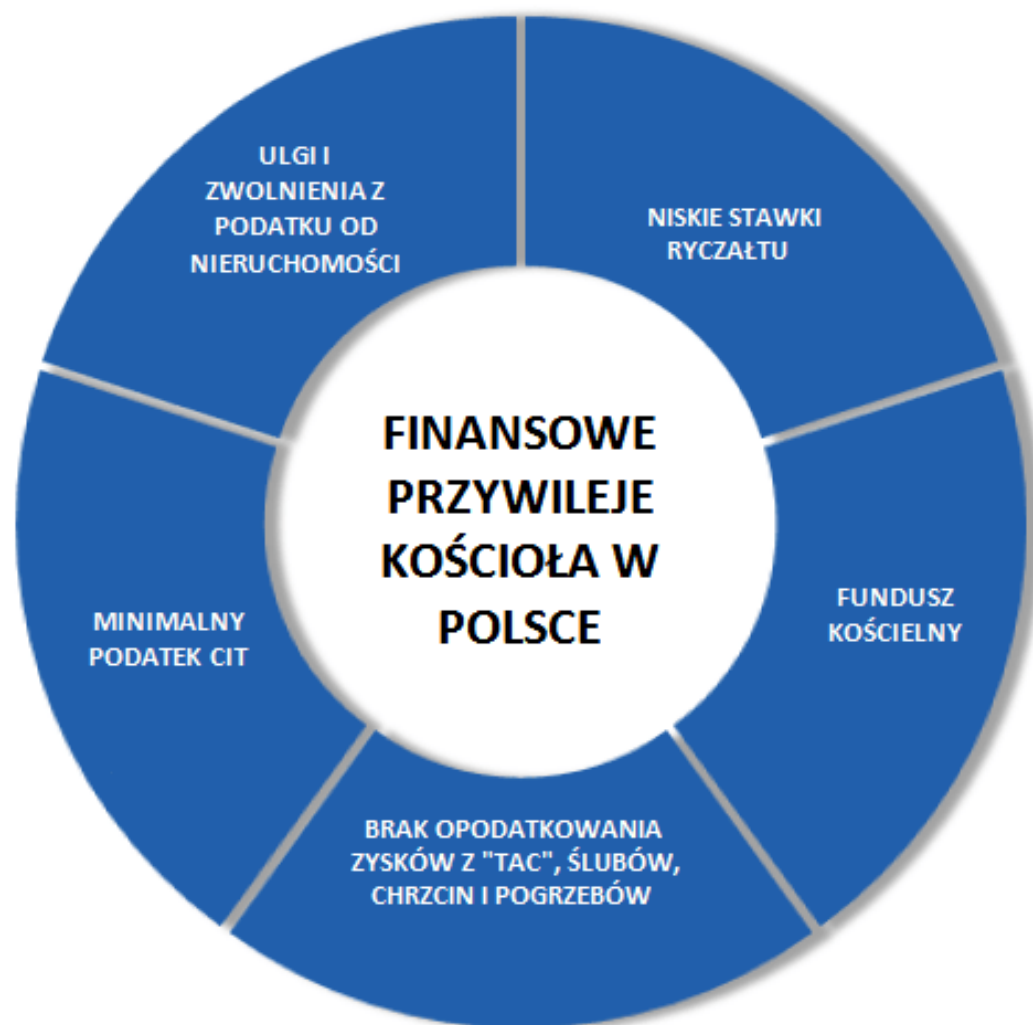 FINANSOWE
PRZYWILEJE
KOŚCIOŁA W
POLSCE
NISKIE STAWKI
RYCZAŁTU
FUNDUSZ
KOŚCIELNY
BRAK OPODATKOWANIA
ZYSKÓW Z "TAC", ŚLUBÓW,
CHRZCIN I POGRZEBÓW
MINIMALNY
PODATEK CIT
ULGI I
ZWOLNIENIA Z
PODATKU OD
NIERUCHOMOŚCI